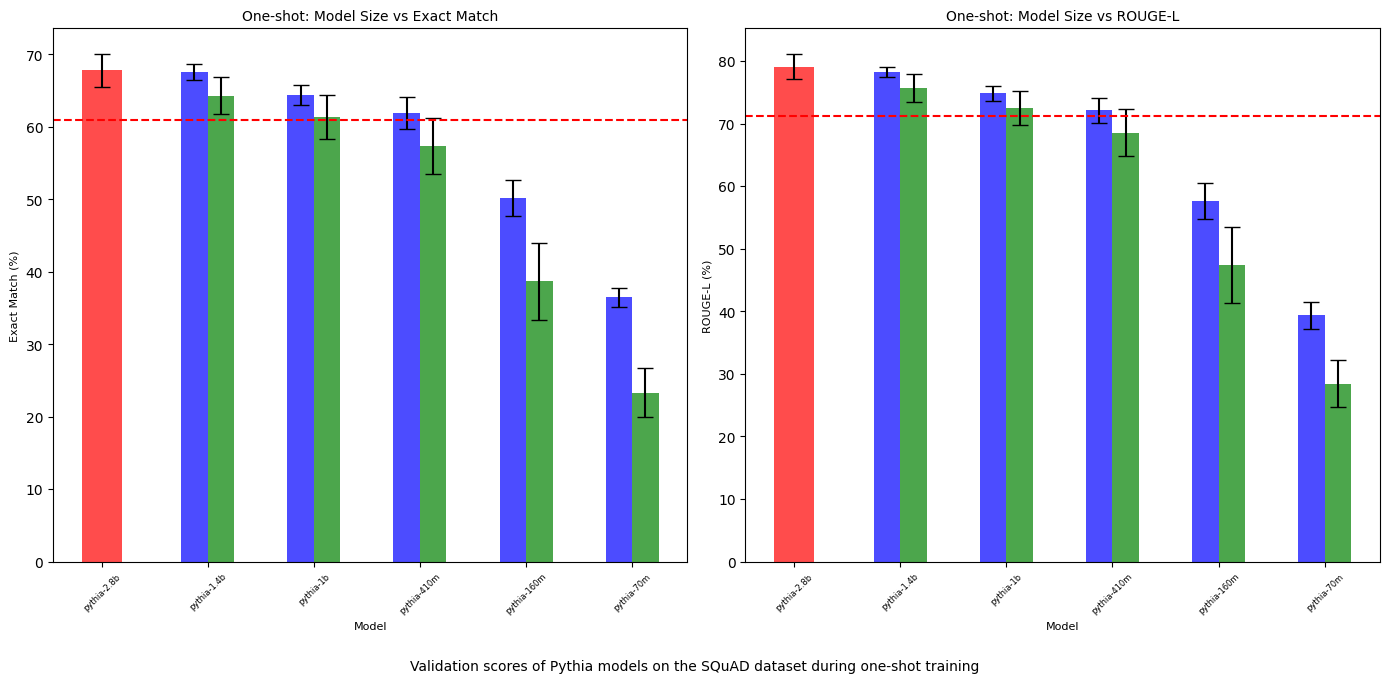 One-shot: Model Size vs Exact Match
70
60
50
40
30
20
10
0
Exact Match (%)
pythia-2.8b
pythia-1.4b
pythia-1b
pythia-410m
pythia-160m
pythia-70m
Model
One-shot: Model Size vs ROUGE-L
80
70
60
50
40
30
20
10
0
ROUGE-L (%)
pythia-2.8b
pythia-1.4b
pythia-1b
pythia-410m
pythia-160m
pythia-70m
Model
Validation scores of Pythia models on the SQuAD dataset during one-shot training